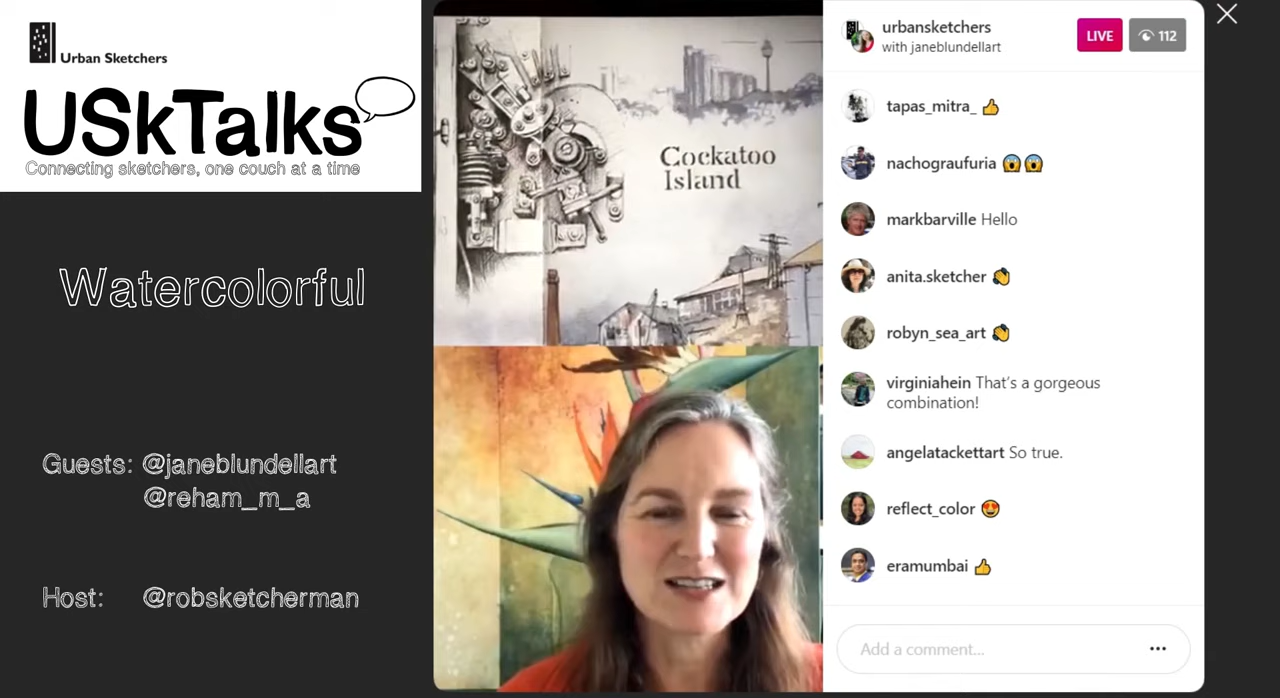 Urban Sketchers
USkTalks
Connecting sketchers, one couch at a time
Watercolorful
Guests: @janeblundellart
@reham_m_a
Host: @robsketcherman
Cockatoo
Island
urbansketchers
with janeblundellart
LIVE
112
tapas_mitra_ 👍
nachograufuria 😱😱
markbarville Hello
anita.sketcher 👏
robyn_sea_art 👏
virginiahein That's a gorgeous
combination!
angelatackettart So true.
reflect_color 😍
eramumbai 👍
Add a comment...